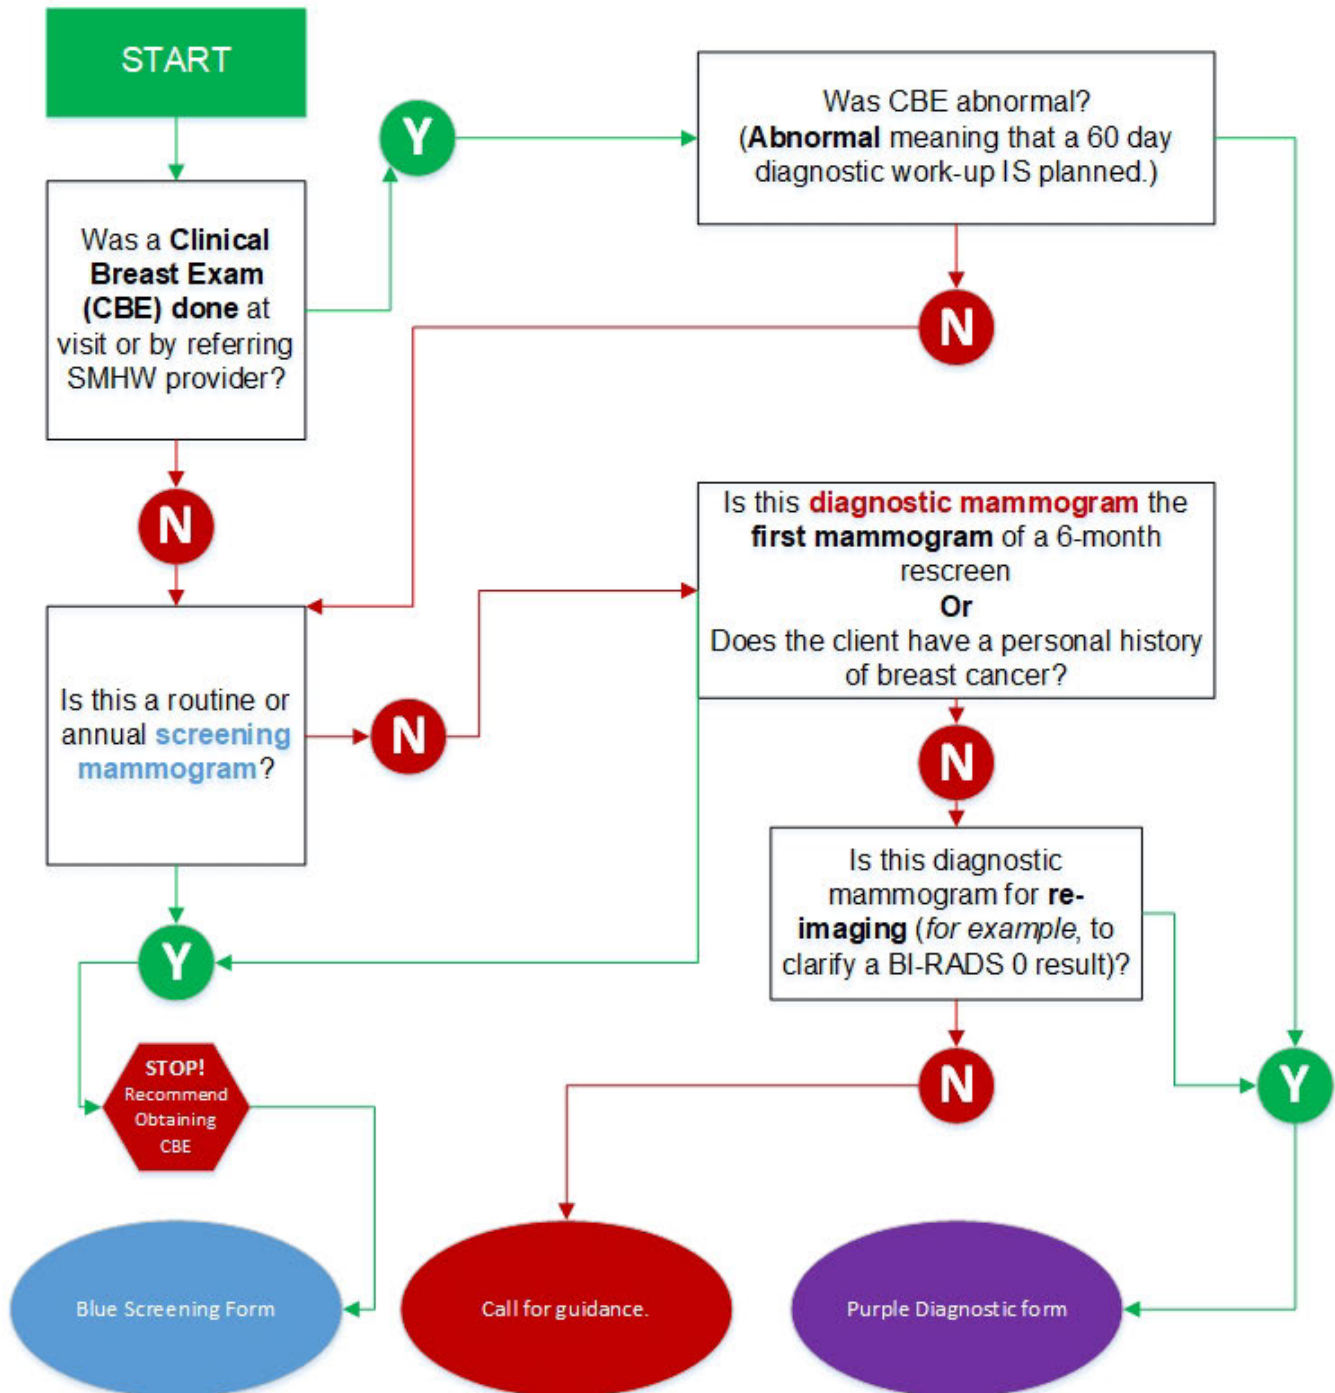 START
Y
Was CBE abnormal?
(Abnormal meaning that a 60 day
diagnostic work-up IS planned.)
Was a Clinical
Breast Exam
(CBE) done at
visit or by referring
SMHW provider?
N
N
Is this diagnostic mammogram the
first mammogram of a 6-month
rescreen
Or
Does the client have a personal history
of breast cancer?
Is this a routine or
annual screening
mammogram?
N
N
Is this diagnostic
mammogram for re-
imaging (for example, to
clarify a BI-RADS 0 result)?
Y
STOP!
Recommend
Obtaining
CBE
N
Y
Blue Screening Form
Call for guidance.
Purple Diagnostic form